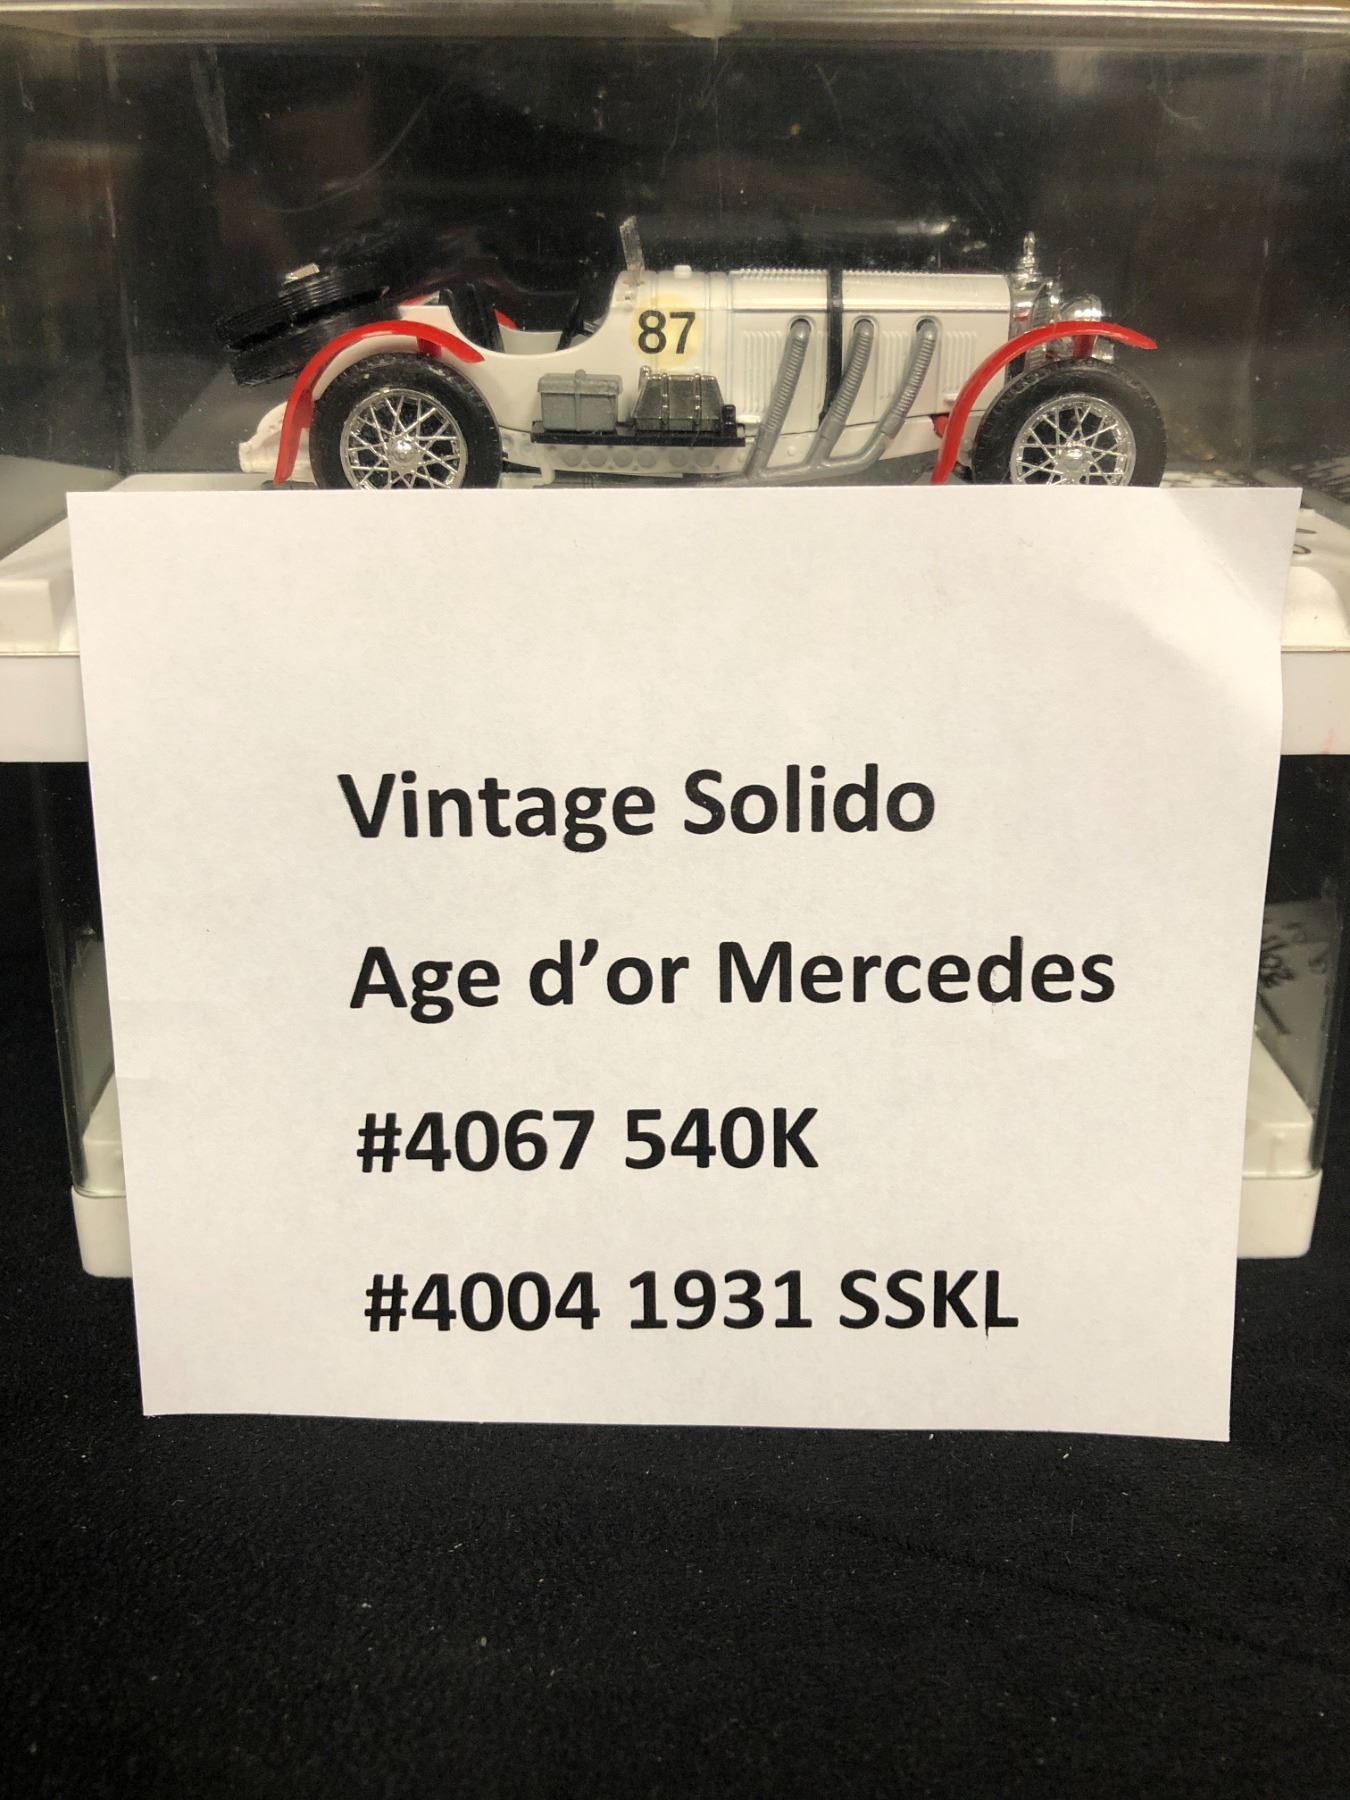 87
Vintage Solido
Age d’or Mercedes
#4067 540K
#4004 1931 SSKL